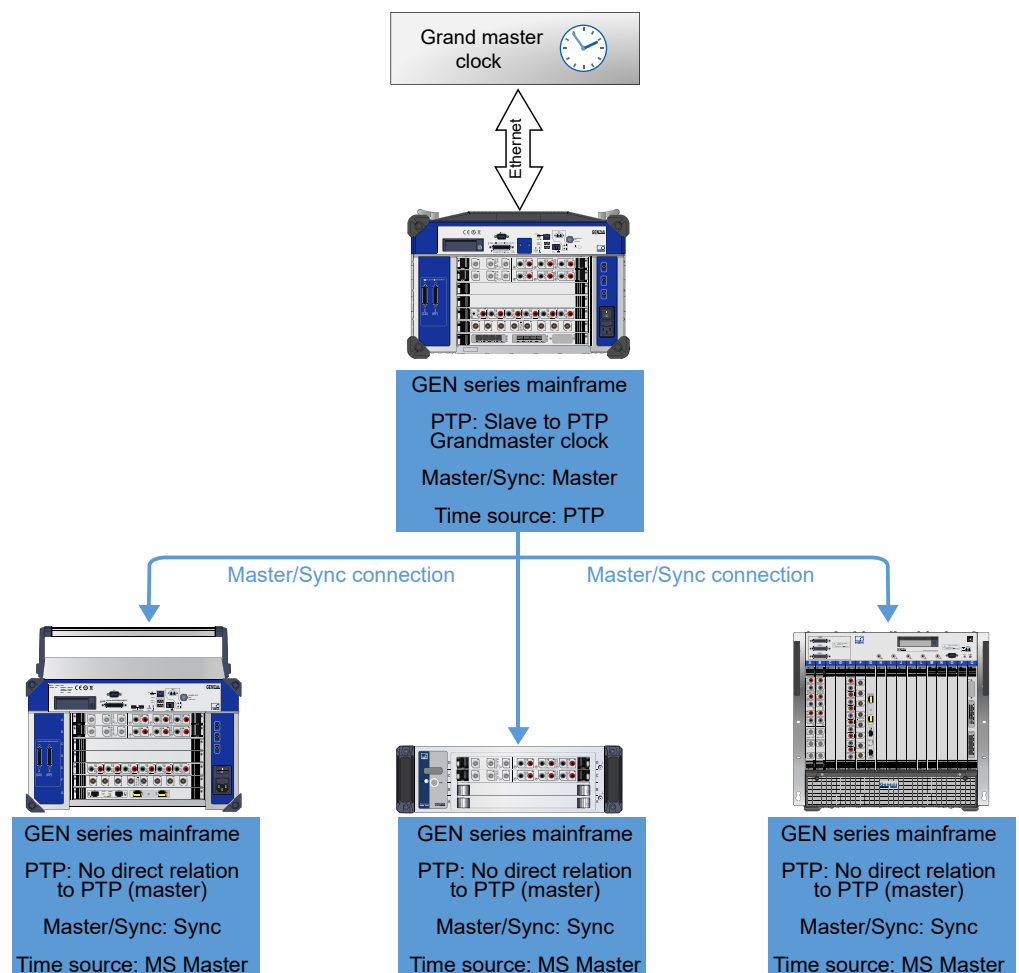 Grand master
clock
Ethernet
GEN series mainframe
PTP: Slave to PTP
Grandmaster clock
Master/Sync: Master
Time source: PTP
Master/Sync connection
Master/Sync connection
GEN series mainframe
PTP: No direct relation
to PTP (master)
Master/Sync: Sync
Time source: MS Master
GEN series mainframe
PTP: No direct relation
to PTP (master)
Master/Sync: Sync
Time source: MS Master
GEN series mainframe
PTP: No direct relation
to PTP (master)
Master/Sync: Sync
Time source: MS Master